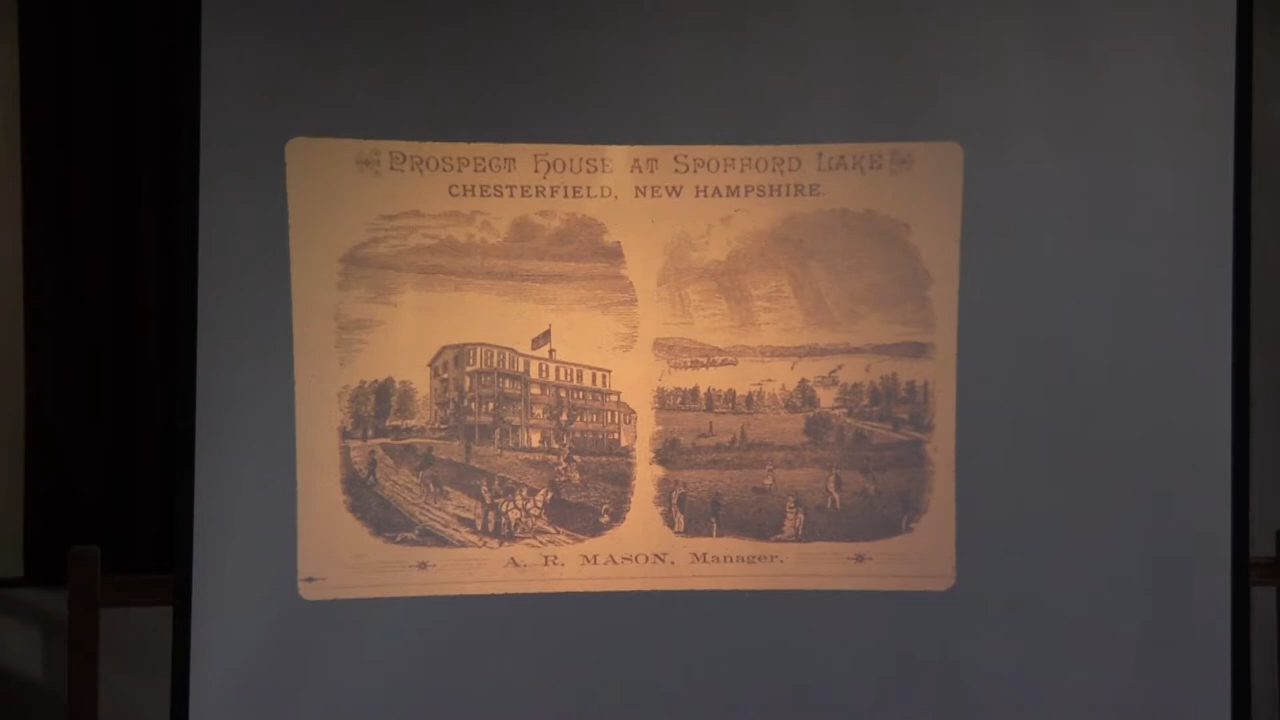 PROSPECT HOUSE AT SPOFFORD LAKE
CHESTERFIELD, NEW HAMPSHIRE.
A. R. MASON, Manager.